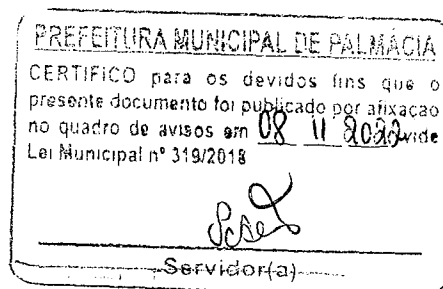 PREFEITURA MUNICIPAL DE PALMÁCIA
CERTIFICO para os devidos fins que o
presente documento foi publicado por afixação
no quadro de avisos em 08 11 2022 vide
Lei Municipal nº 319/2018
Servidor(a)